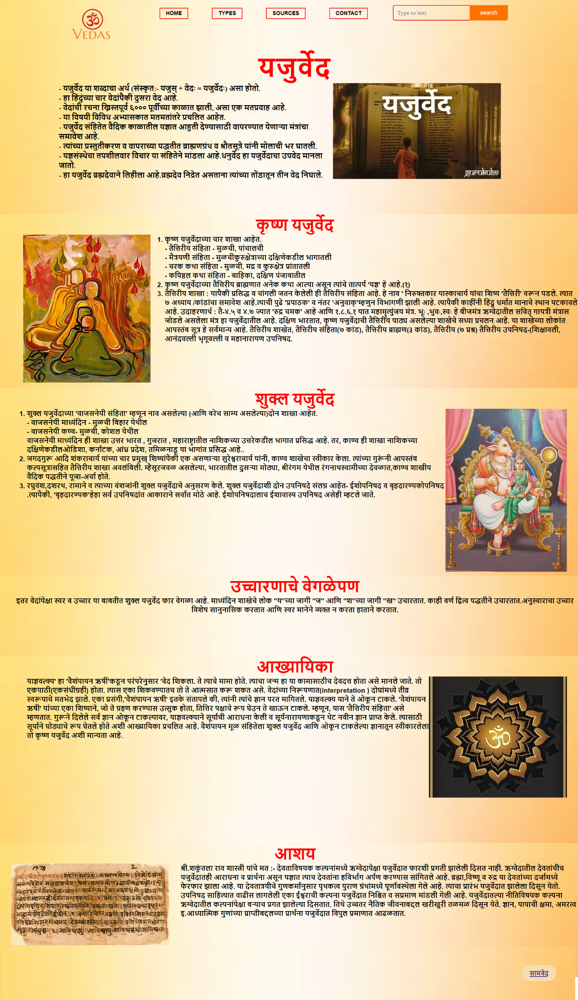 HOME
TYPES
SOURCES
CONTACT
Type to text
search
VEDAS
यजुर्वेद
- यजुर्वेद या शब्दाचा अर्थ (संस्कृत:- यजुस् + वेदः = यजुर्वेदः) असा होतो.
- हा हिंदुंच्या चार वेदांपैकी दुसरा वेद आहे.
- वेदांची रचना ख्रिस्तपूर्व ६००० पूर्वीच्या काळात झाली, असा एक मतप्रवाह आहे.
- या विषयी विविध अभ्यासकात मतमतांतरे प्रचलित आहेत.
- यजुर्वेद संहितेत वैदिक काळातील यज्ञात आहुती देण्यासाठी वापरण्यात येणाऱ्या मंत्रांचा
समावेश आहे.
- त्यांच्या प्रस्तुतीकरण व वापराच्या पद्धतीत ब्राह्मणग्रंथ व श्रौतसूत्रे यांनी मोलाची भर घातली.
- यज्ञसंस्थेचा तपशीलवार विचार या संहितेने मांडला आहे.धनुर्वेद हा यजुर्वेदाचा उपवेद मानला
जातो.
- हा यजुर्वेद ब्रह्मदेवाने लिहीला आहे.ब्रह्मदेव निद्रेत असताना त्यांच्या तोंडातून तीन वेद निघाले.
यजुर्वेद
gurukul99
कृष्ण यजुर्वेद
1. कृष्ण यजुर्वेदाच्या चार शाखा आहेत.
- तैत्तिरीय संहिता - मुळची, पांचालची
- मैत्रयणी संहिता - मुळचीकुरुक्षेत्राच्या दक्षिणेकडील भागातली
- चरक कथा संहिता - मुळची, मद्र व कुरुक्षेत्र प्रांतातली
- कपिष्ठल कथा संहिता - बाहिका, दक्षिण पंजाबातील
2. कृष्ण यजुर्वेदाच्या तैत्तिरीय ब्राह्मणात अनेक कथा आल्या असून त्यांचे तात्पर्य 'यज्ञ' हे आहे.(१)
3. तैत्तिरीय शाखा : यापैकी प्रसिद्ध व चांगली जतन केलेली ही तैत्तिरीय संहिता आहे. हे नाव ' निरुक्तकार यास्काचार्य यांचा शिष्य 'तैत्तिरी' वरून पडले. त्यात
७ अध्याय /कांडांचा समावेश आहे.त्याची पुढे 'प्रपाठक' व नंतर 'अनुवाक्'म्हणुन विभागणी झाली आहे. त्यापैकी काहींनी हिंदू धर्मात मानाचे स्थान पटकावले
आहे. उदाहरणार्थ : तै-४.५ व ४.७ ज्यात 'रुद्र चमक' आहे आणि १.८.६.१ यात महामृत्युंजय मंत्र. भूः ,भुवः,स्वः हे बीजमंत्र ऋग्वेदातील सवितृ गायत्री मंत्रास
जोडले असलेला मंत्र हा यजुर्वेदातील आहे. दक्षिण भारतात, कृष्ण यजुर्वेदाची तैत्तिरीय पाठ्य असलेल्या शाखेचे सध्या प्रचलन आहे. या शाखेच्या लोकांत
आपस्तंब सूत्र हे सर्वमान्य आहे. तैत्तिरीय शाखेत, तैत्तिरीय संहिता(७ कांड), तैत्तिरीय ब्राह्मण(३ कांड), तैत्तिरीय (७ प्रश्न) तैत्तिरीय उपनिषद-(शिक्षावली,
आनंदवल्ली भृगूवल्ली व महानारायण उपनिषद.
शुक्ल यजुर्वेद
1. शुक्ल यजुर्वेदाच्या 'वाजसनेयी संहिता' म्हणून नाव असलेल्या (आणि बरेच साम्य असलेल्या)दोन शाखा आहेत.
- वाजसनेयी माध्यंदिन - मुळची बिहार येथील
- वाजसनेयी कण्व- मुळची, कोशल येथील
वाजसनेयी माध्यंदिन ही शाखा उत्तर भारत , गुजरात , महाराष्ट्रातील नाशिकच्या उत्तरेकडील भागात प्रसिद्ध आहे. तर, काण्व ही शाखा नाशिकच्या
दक्षिणेकडीलओडिशा, कर्नाटक, आंध्र प्रदेश, तमिळनाडू या भागांत प्रसिद्ध आहे..
2. जगदगुरू आदि शंकराचार्य यांच्या चार प्रमुख् शिष्यांपैकी एक असणाऱ्या सुरेश्वराचार्य यांनी, काण्व शाखेचा स्वीकार केला. त्यांच्या गुरूंनी आपस्तंब
कल्पसूत्रासहित तैत्तिरीय शाखा अवलंबिली. म्हैसूरजवळ असलेल्या, भारतातील दुसऱ्या मोठ्या, श्रीरंगम येथील रंगनाथस्वामीच्या देवळात,काण्व शाखीय
वैदिक पद्धतीने पूजा-अर्चा होते.
3. रघुवंश,दशरथ, रामाने व त्याच्या वंशजांनी शुक्ल यजुर्वेदाचे अनुसरण केले. शुक्ल यजुर्वेदाशी दोन उपनिषदे संलग्न आहेत- ईशोपनिषद व बृहदारण्यकोपनिषद
.त्यापैकी, 'बृहदारण्यक'हेहा सर्व उपनिषदांत आकाराने सर्वात मोठे आहे. ईशोपनिषदालाच ईशावास्य उपनिषद असेही म्हटले जाते.
उच्चारणाचे वेगळेपण
इतर वेदांपेक्षा स्वर व उच्चार या बाबतीत शुक्ल यजुर्वेद फार वेगळा आहे. माध्यंदिन शाखेचे लोक "य"च्या जागी "ज" आणि "श"च्या जागी "ख" उचारतात. काही वर्ण द्वित्व पद्धतीने उचारतात.अनुस्वाराचा उच्चार
विशेष सानुनासिक करतात आणि स्वर मानेने व्यक्त न करता हाताने करतात.
आख्यायिका
याज्ञवल्क्य' हा 'वैशंपायन ऋषीं'कडून परंपरेनुसार 'वेद शिकला. ते त्याचे मामा होते. त्याचा जन्म हा या कामासाठीच देवदत्त होता असे मानले जाते. तो
एकपाठी(एकसंधीग्रही) होता. त्यास एका शिकवण्यातच तो ते आत्मसात करू शकत असे. वेदांच्या निरूपणात(interpretation ) दोघांमध्ये तीव्र
स्वरूपाचे मतभेद झाले. एका प्रसंगी,'वैशंपायन ऋषी' इतके संतापले की, त्यांनी त्यांचे ज्ञान परत मागितले. याज्ञवल्क्य याने ते ओकून टाकले. 'वैशंपायन
ऋषी' यांच्या एका शिष्याने, जो ते ग्रहण करण्यास उत्सुक होता, तित्तिर पक्षाचे रूप घेउन ते खाऊन टाकले. म्हणून, यास 'तैत्तिरीय संहिता' असे
म्हणतात. गुरूने दिलेले सर्व ज्ञान ओकून टाकल्यावर, याज्ञवल्क्याने सूर्याची आराधना केली व सूर्यनारायणाकडून थेट नवीन ज्ञान प्राप्त केले. त्यासाठी
सूर्याने घोड्याचे रूप घेतले होते अशी आख्यायिका प्रचलित आहे. वैशंपायन मूळ संहितेला शुक्ल यजुर्वेद आणि ओकून टाकलेल्या ज्ञानातून स्वीकारलेला
तो कृष्ण यजुर्वेद अशी मान्यता आहे.
ॐ
आशय
श्री.शकुंतला राव शास्त्री यांचे मत :- देवताविषयक कल्पनांमध्ये ऋग्वेदापेक्षा यजुर्वेदात फारशी प्रगती झालेली दिसत नाही. ऋग्वेदातील देवतांचीच
यजुर्वेदातही आराधना व प्रार्थना असून यज्ञात त्याच देवतांना हविर्भाग अर्पण करण्यास सांगितले आहे. ब्रह्मा,विष्णू व रुद्र या देवतांच्या दर्जामध्ये
फेरफार झाला आहे. या देवतात्रयीचे गुणकर्मानुसार पृथकत्व पुराण ग्रंथांमध्ये पूर्णावस्थेला गेले आहे. त्याचा प्रारंभ यजुर्वेदात झालेला दिसून येतो.
उपनिषद साहित्यात वाढीस लागलेली एका ईश्वराची कल्पना यजुर्वेदात निश्चित व सप्रमाण मांडली गेली आहे. यजुर्वेदातल्या नीतिविषयक कल्पना
ऋग्वेदातील कल्पनांपेक्षा बऱ्याच प्रगत झालेल्या दिसतात. तिथे उच्चतर नैतिक जीवनाबद्दल खरीखुरी तळमळ दिसून येते. ज्ञान, पापाची क्षमा, अमरत्व
इ.आध्यात्मिक गुणांच्या प्राप्तीबद्दलच्या प्रार्थना यजुर्वेदात विपुल प्रमाणात आढळतात.
सामवेद